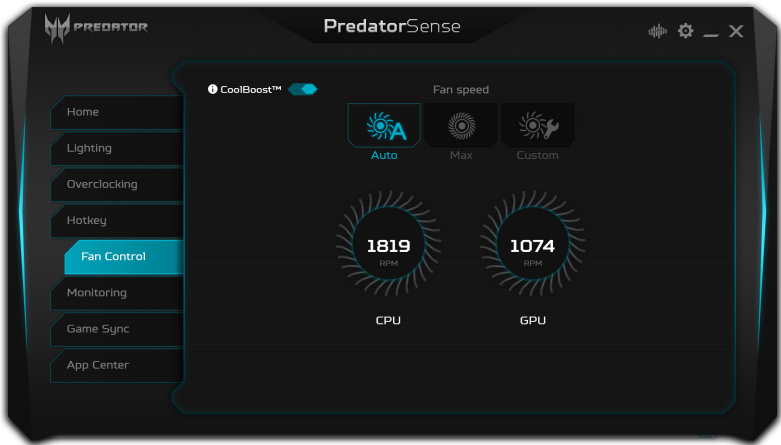 PREDATOR
PredatorSense
CoolBoost™
Fan speed
Home
Lighting
Overclocking
Hotkey
Fan Control
Monitoring
Game Sync
App Center
Auto
Max
Custom
1819
RPM
CPU
1074
RPM
GPU